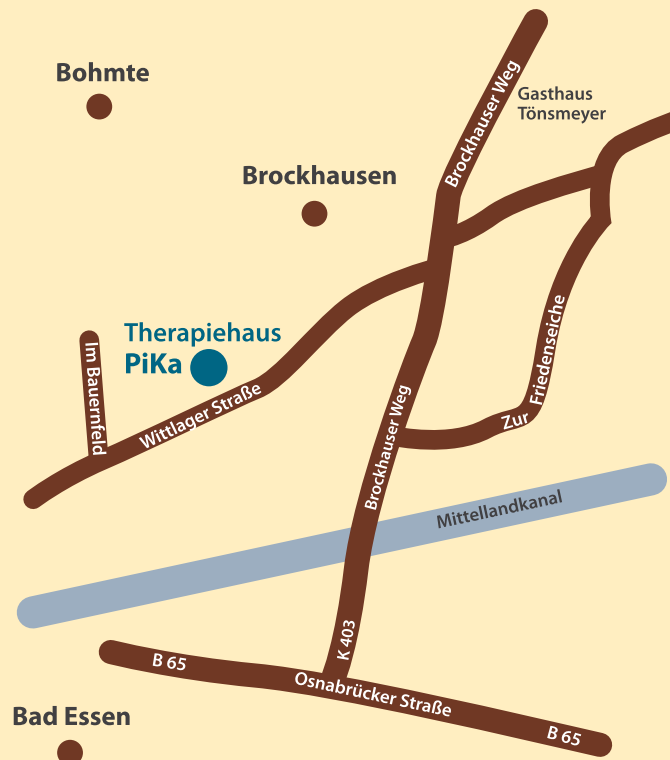 Bohmte
Brockhauser Weg
Gasthaus
Tönsmeyer
Brockhausen
Therapiehaus
PiKa
Im Bauernfeld
Wittlager Straße
Friedenseiche
Zur
Brockhauser Weg
Mittellandkanal
K 403
B 65
Osnabrücker Straße
B 65
Bad Essen